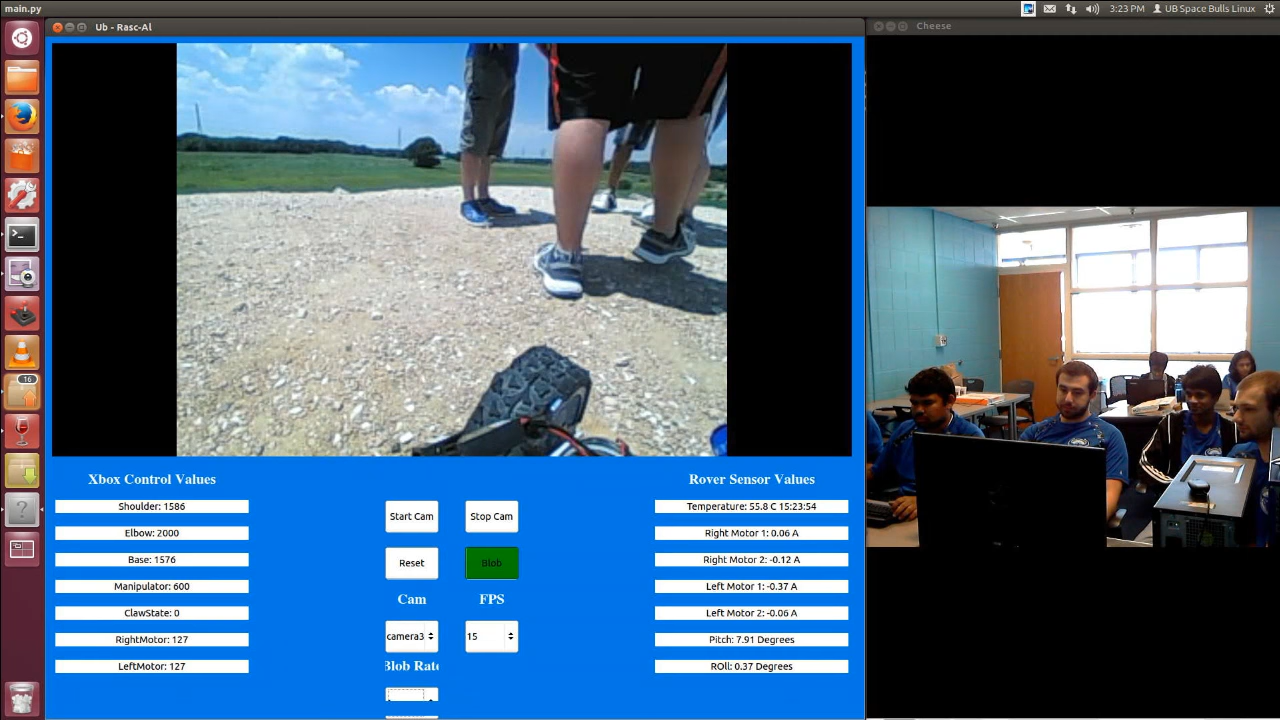 main.py
3:23 PM
UB Space Bulls Linux
Ub - Rasc-Al
Cheese
16
Xbox Control Values
Shoulder: 1586
Elbow: 2000
Base: 1576
Manipulator: 600
ClawState: 0
RightMotor: 127
LeftMotor: 127
Start Cam
Stop Cam
Reset
Blob
Cam
FPS
camera3
15
Blob Rate
Rover Sensor Values
Temperature: 55.8 C 15:23:54
Right Motor 1: 0.06 A
Right Motor 2: -0.12 A
Left Motor 1: -0.37 A
Left Motor 2: -0.06 A
Pitch: 7.91 Degrees
ROll: 0.37 Degrees